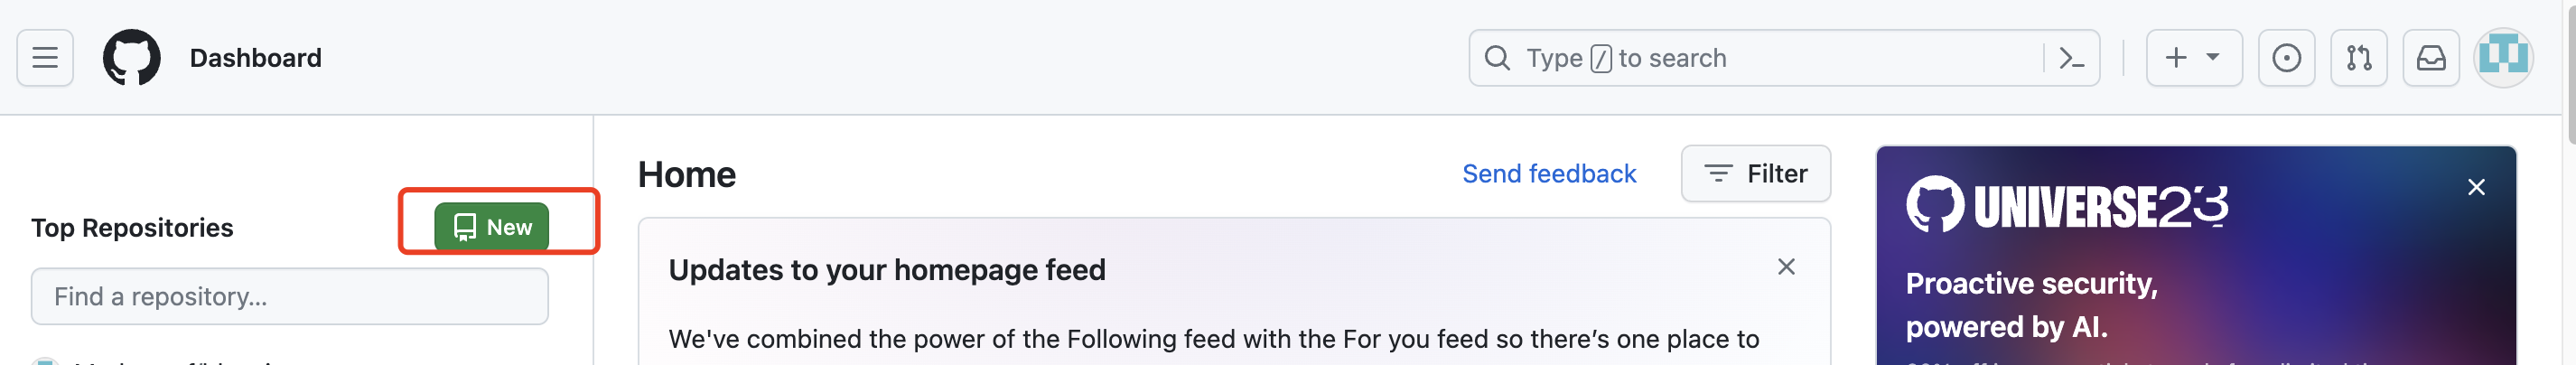 Dashboard
Type / to search
Top Repositories
New
Find a repository...
Home
Send feedback
Filter
Updates to your homepage feed
We've combined the power of the Following feed with the For you feed so there’s one place to
UNIVERSE23
Proactive security,
powered by AI.